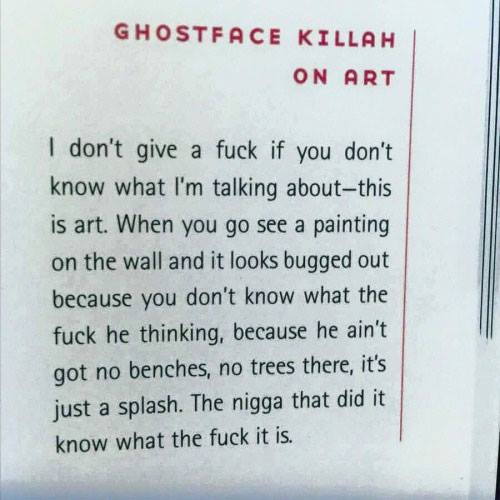 GHOSTFACE KILLAH
ON ART
I don't give a fuck if you don't
know what I'm talking about—this
is art. When you go see a painting
on the wall and it looks bugged out
because you don't know what the
fuck he thinking, because he ain't
got no benches, no trees there, it's
just a splash. The nigga that did it
know what the fuck it is.